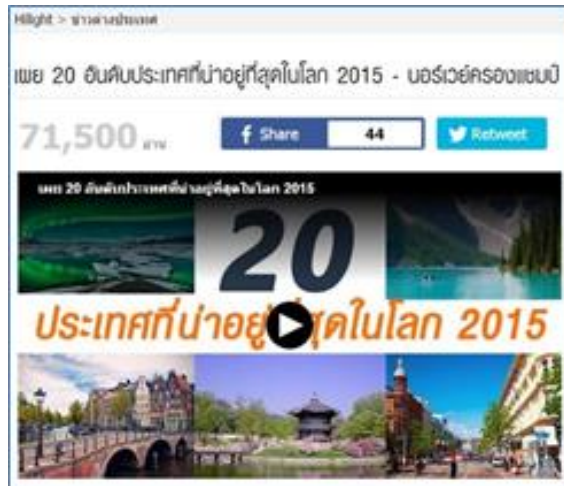 Hilight > ข่าวต่างประเทศ
เผย 20 อันดับประเทศที่น่าอยู่ที่สุดในโลก 2015 - นอร์เวย์ครองแชมป์
71,500 อ่าน
Share 44 Retweet
เผย 20 อันดับประเทศที่น่าอยู่ที่สุดในโลก 2015
20
ประเทศที่น่าอยู่ที่สุดในโลก 2015